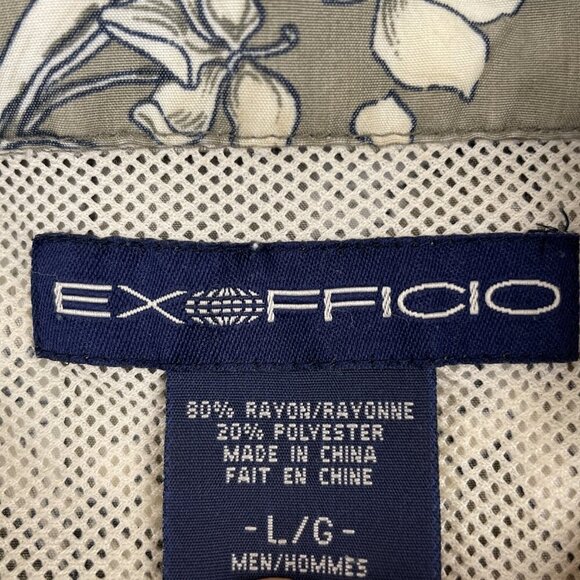 EXOFFICIO
80% RAYON/RAYONNE
20% POLYESTER
MADE IN CHINA
FAIT EN CHINE
- L/G -
MEN/HOMMES